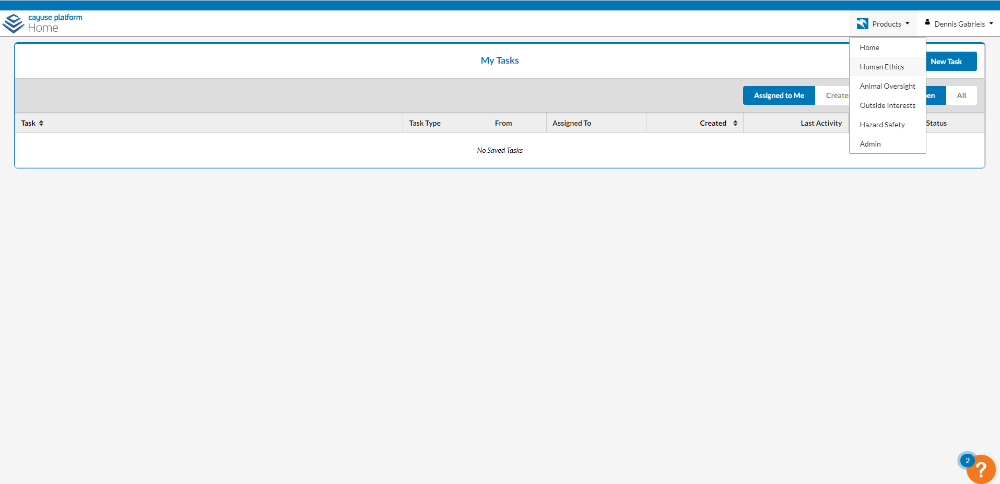 cayuse platform
Home
Products
Dennis Gabriels
Home
Human Ethics
Animal Oversight
Outside Interests
Hazard Safety
Admin
My Tasks
New Task
Assigned to Me
All
Task
Task Type
From
Assigned To
Created
Last Activity
Status
No Saved Tasks
2
?